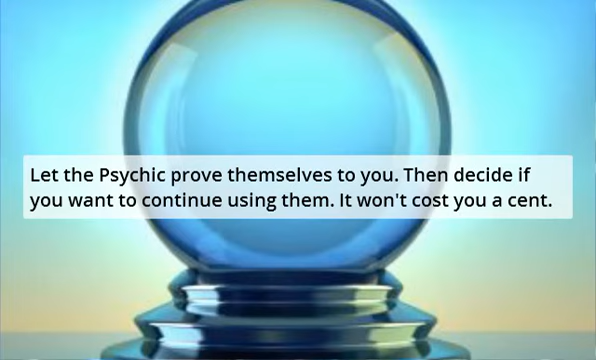 Let the Psychic prove themselves to you. Then decide if
you want to continue using them. It won't cost you a cent.